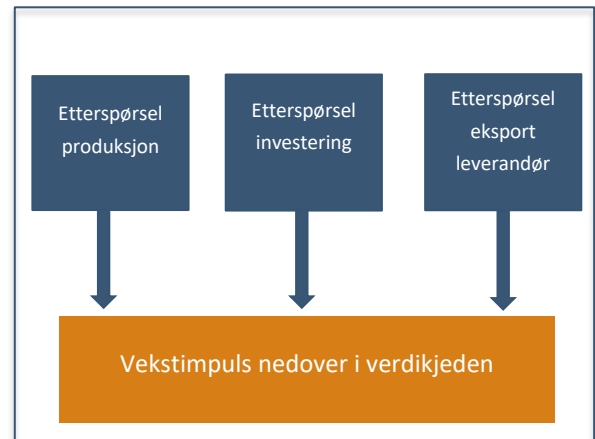 Etterspørsel
produksjon
Etterspørsel
investering
Etterspørsel
eksport
leverandør
Vekstimpuls nedover i verdikjeden